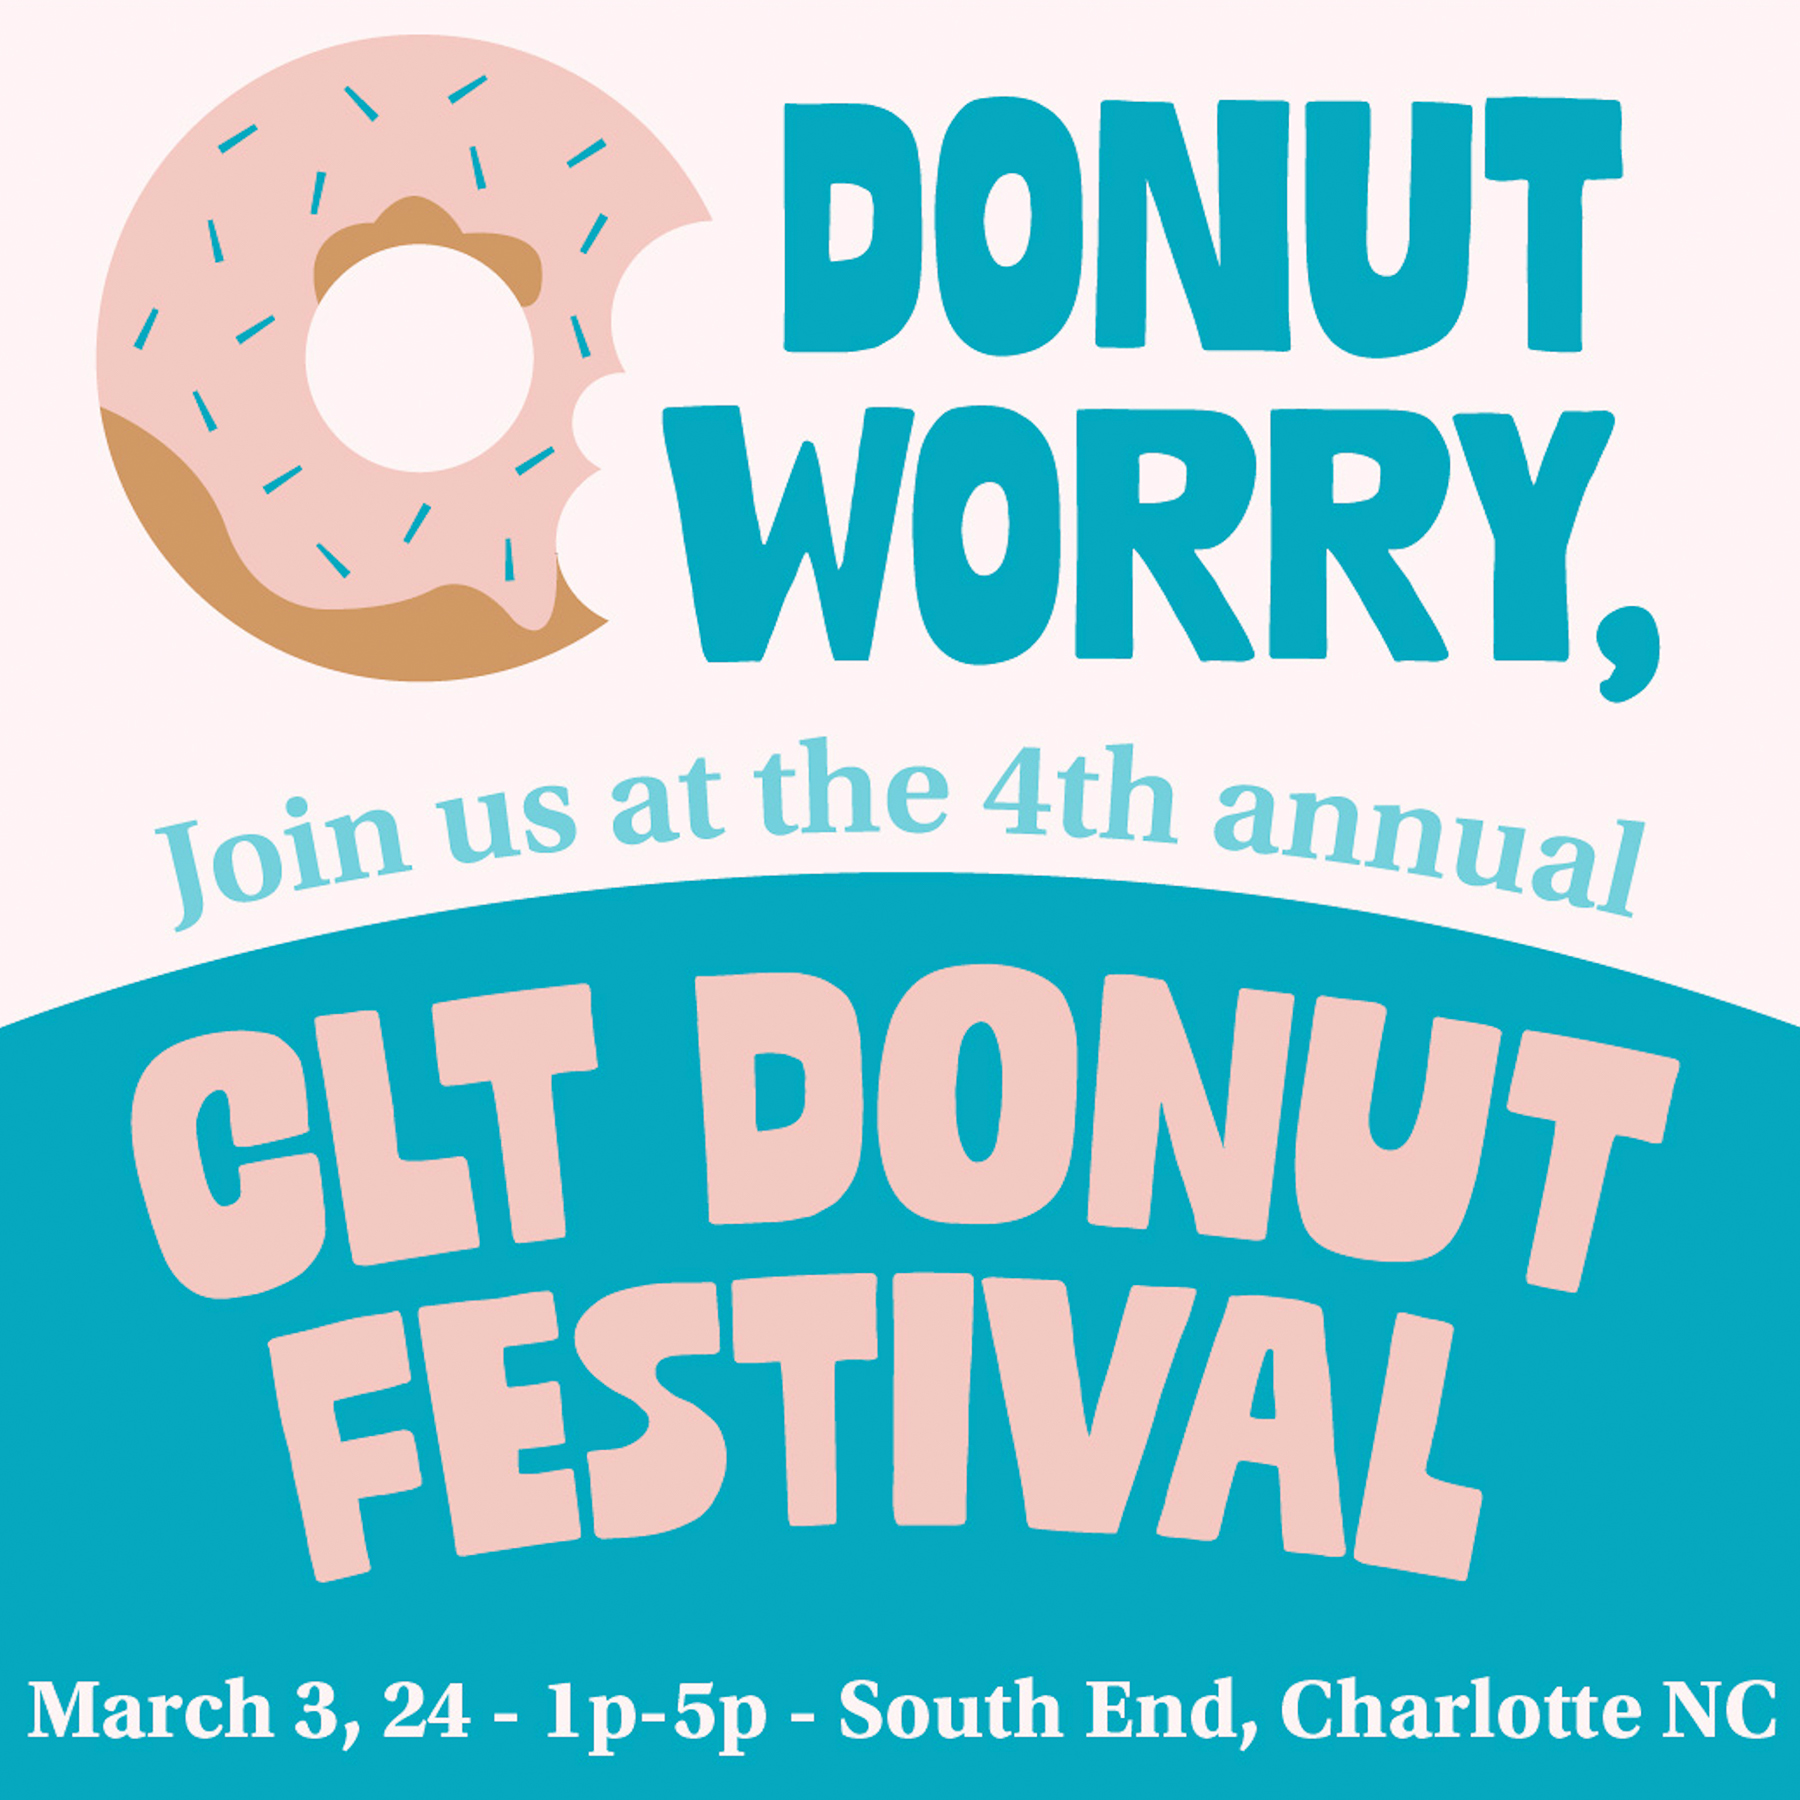 DONUT
WORRY,
Join us at the 4th annual
CLT DONUT
FESTIVAL
March 3, 24 - 1p-5p - South End, Charlotte NC